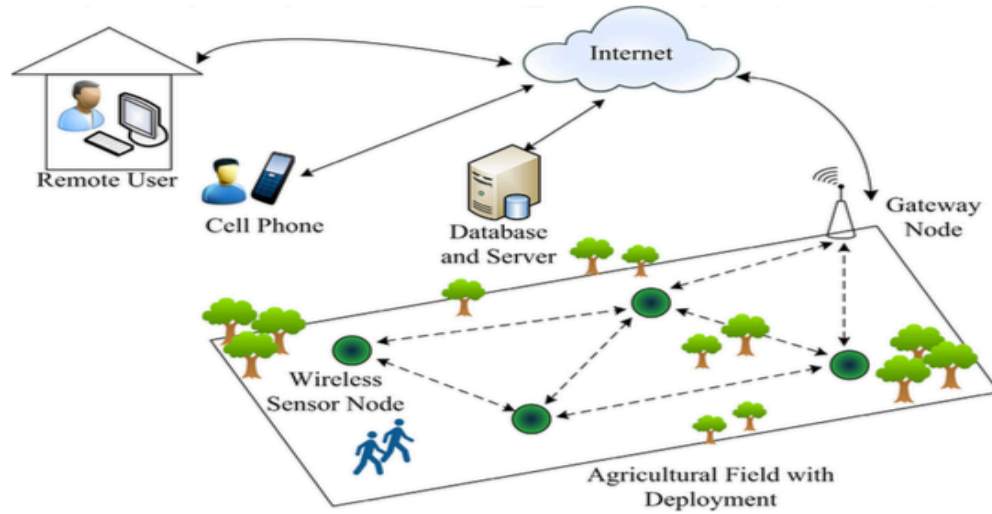 Internet
Remote User
Cell Phone
Database
and Server
Gateway
Node
Wireless
Sensor Node
Agricultural Field with
Deployment